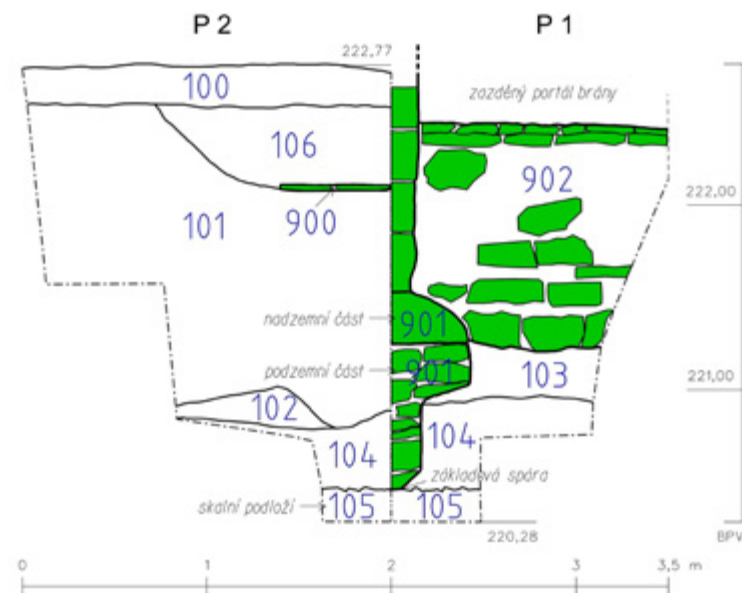 P 2
P 1
222,77
100
zazděný portál brány
106
902
900
222,00
101
nadzemní část
901
podzemní část
901
103
221,00
102
104
104
základová spára
skalní podloží
105
105
220,28
BPV
0
1
2
3
3,5 m